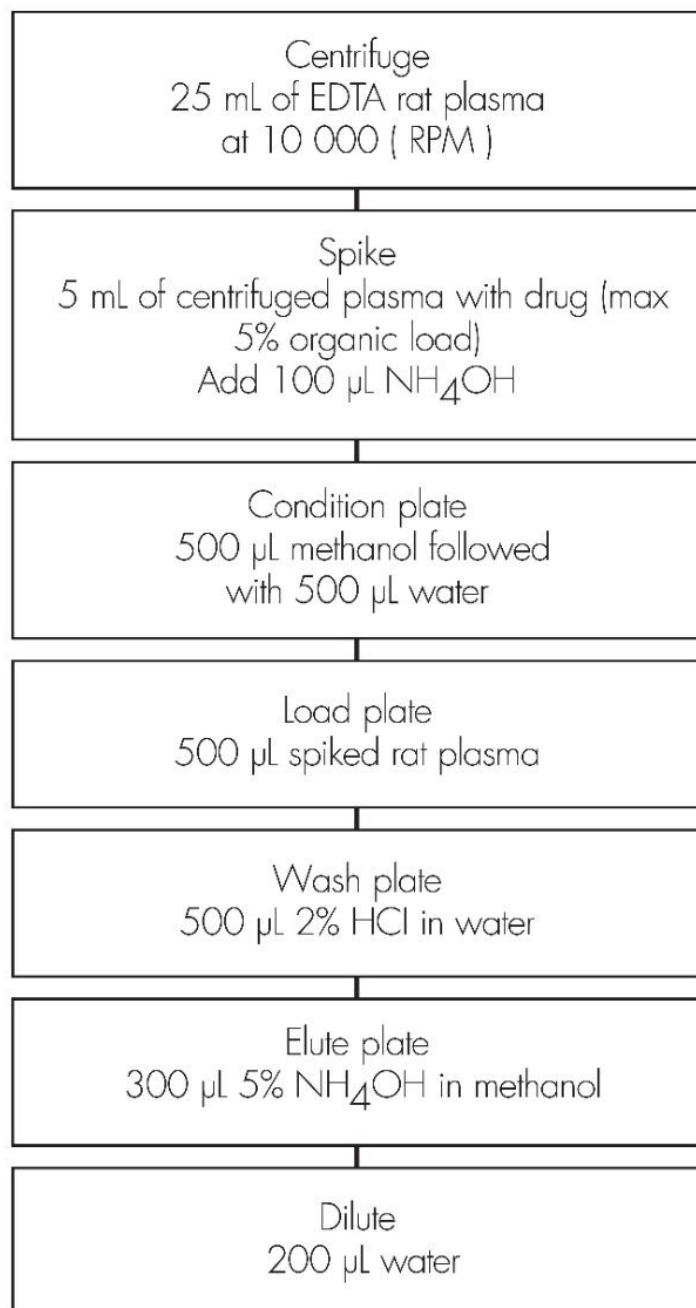 Centrifuge
25 mL of EDTA rat plasma
at 10 000 ( RPM )
Spike
5 mL of centrifuged plasma with drug (max
5% organic load)
Add 100 µL NH₄OH
Condition plate
500 µL methanol followed
with 500 µL water
Load plate
500 µL spiked rat plasma
Wash plate
500 µL 2% HCl in water
Elute plate
300 µL 5% NH₄OH in methanol
Dilute
200 µL water